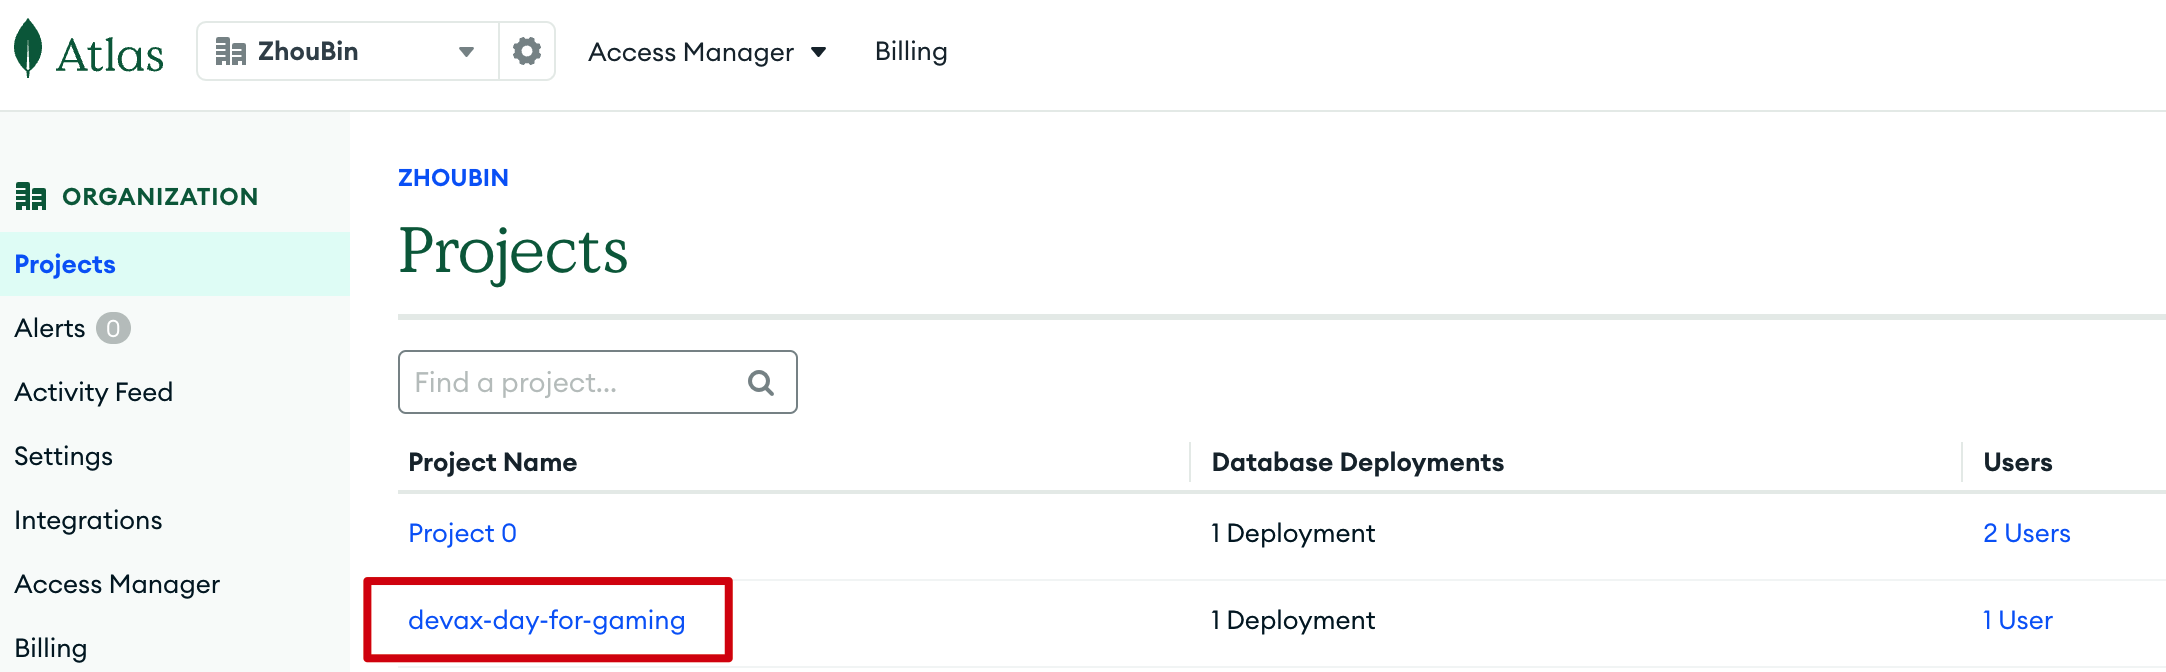 Atlas ZhouBin Access Manager Billing
ORGANIZATION
Projects
Alerts 0
Activity Feed
Settings
Integrations
Access Manager
Billing
ZHOUBIN
Projects
Find a project...
Project Name Database Deployments Users
Project 0 1 Deployment 2 Users
devax-day-for-gaming 1 Deployment 1 User